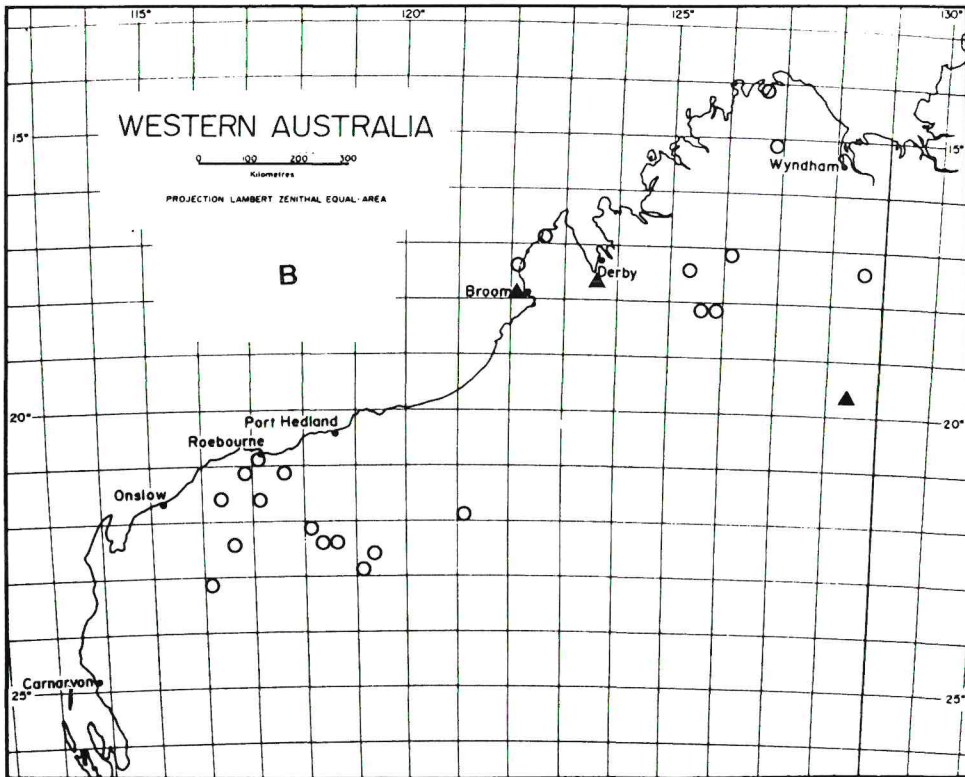 115°
120°
125°
130°
WESTERN AUSTRALIA
0 100 200 300
Kilometres
PROJECTION LAMBERT ZENITHAL EQUAL-AREA
B
15°
15°
Wyndham
Derby
Broom
20°
20°
Port Hedland
Roebourne
Onslow
Carnarvon
25°
25°